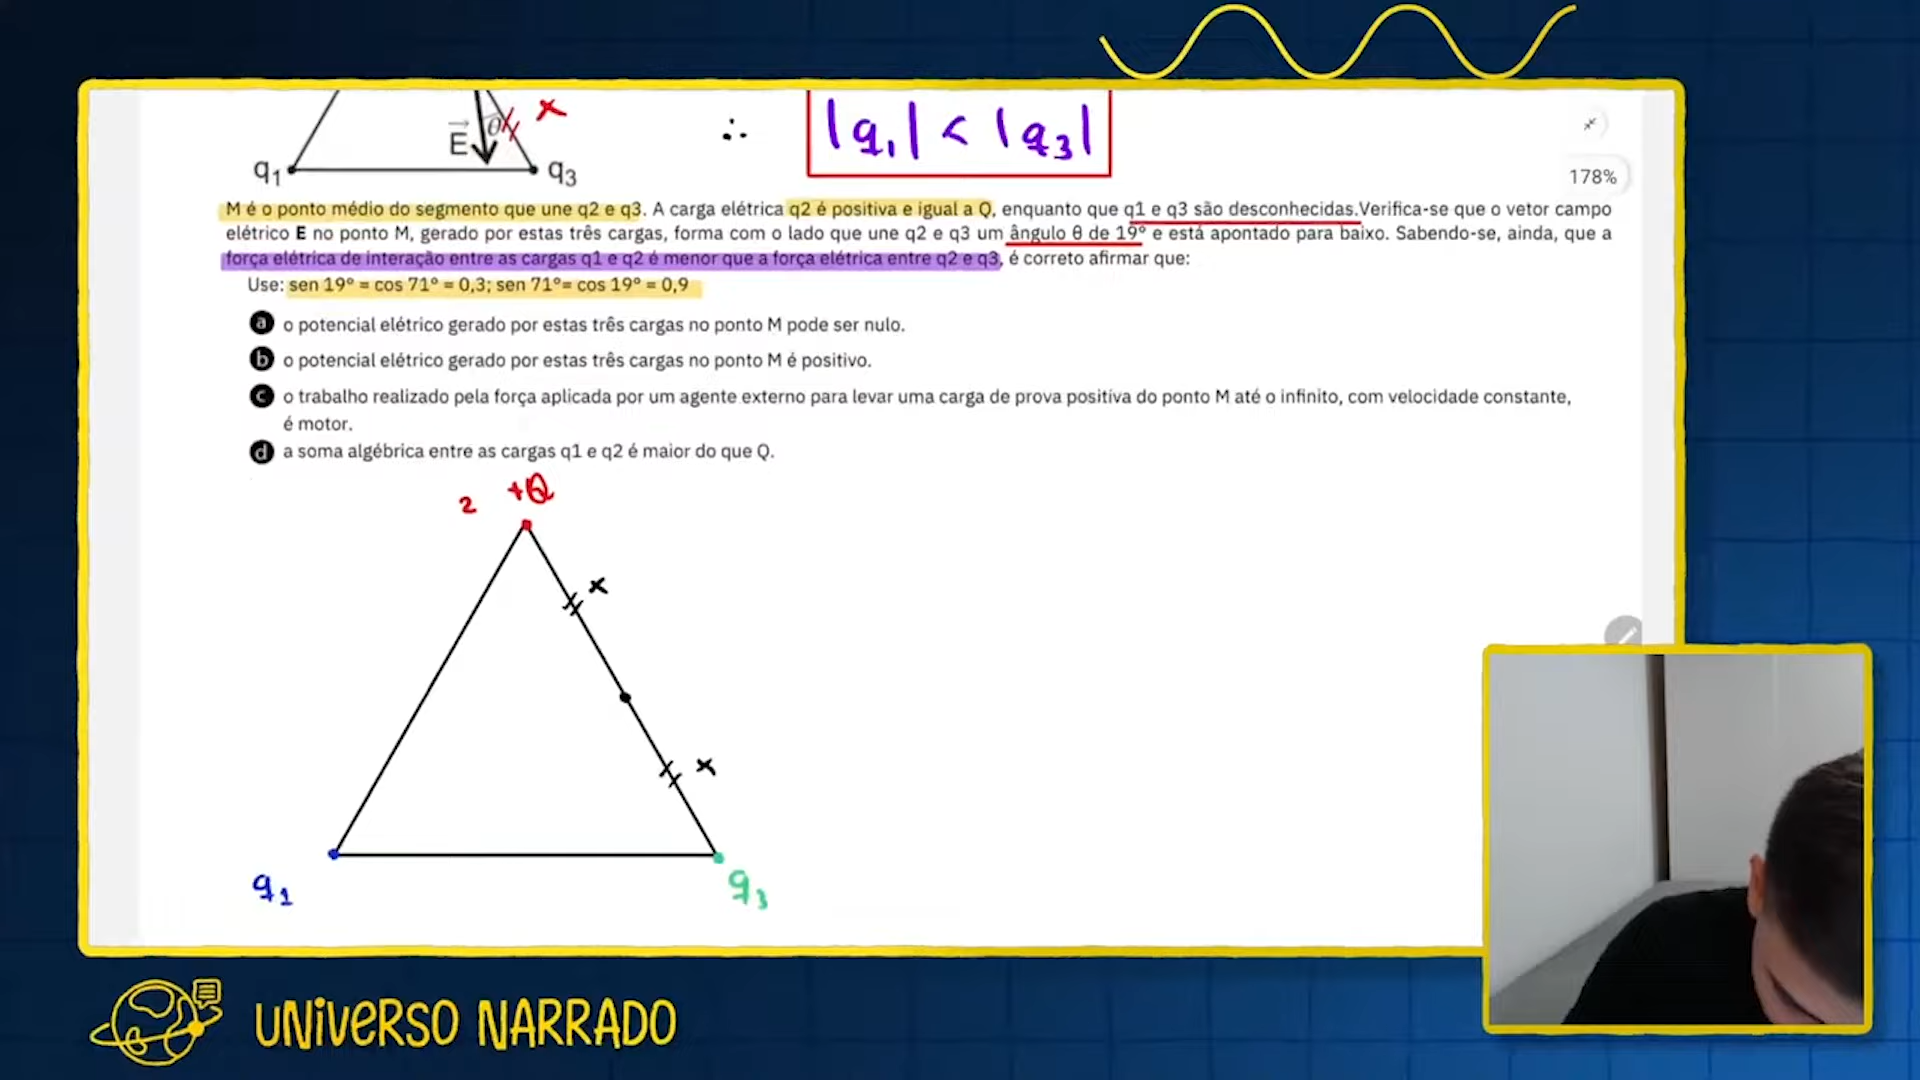 x
θ
E
q1
q3
∴ |q₁| < |q₃|
178%
M é o ponto médio do segmento que une q2 e q3. A carga elétrica q2 é positiva e igual a Q, enquanto que q1 e q3 são desconhecidas.Verifica-se que o vetor campo
elétrico E no ponto M, gerado por estas três cargas, forma com o lado que une q2 e q3 um ângulo θ de 19° e está apontado para baixo. Sabendo-se, ainda, que a
força elétrica de interação entre as cargas q1 e q2 é menor que a força elétrica entre q2 e q3, é correto afirmar que:
Use: sen 19° = cos 71° = 0,3; sen 71°= cos 19° = 0,9
a o potencial elétrico gerado por estas três cargas no ponto M pode ser nulo.
b o potencial elétrico gerado por estas três cargas no ponto M é positivo.
c o trabalho realizado pela força aplicada por um agente externo para levar uma carga de prova positiva do ponto M até o infinito, com velocidade constante,
é motor.
d a soma algébrica entre as cargas q1 e q2 é maior do que Q.
2 +Q
x
x
q₁
q₃
UNIVERSO NARRADO